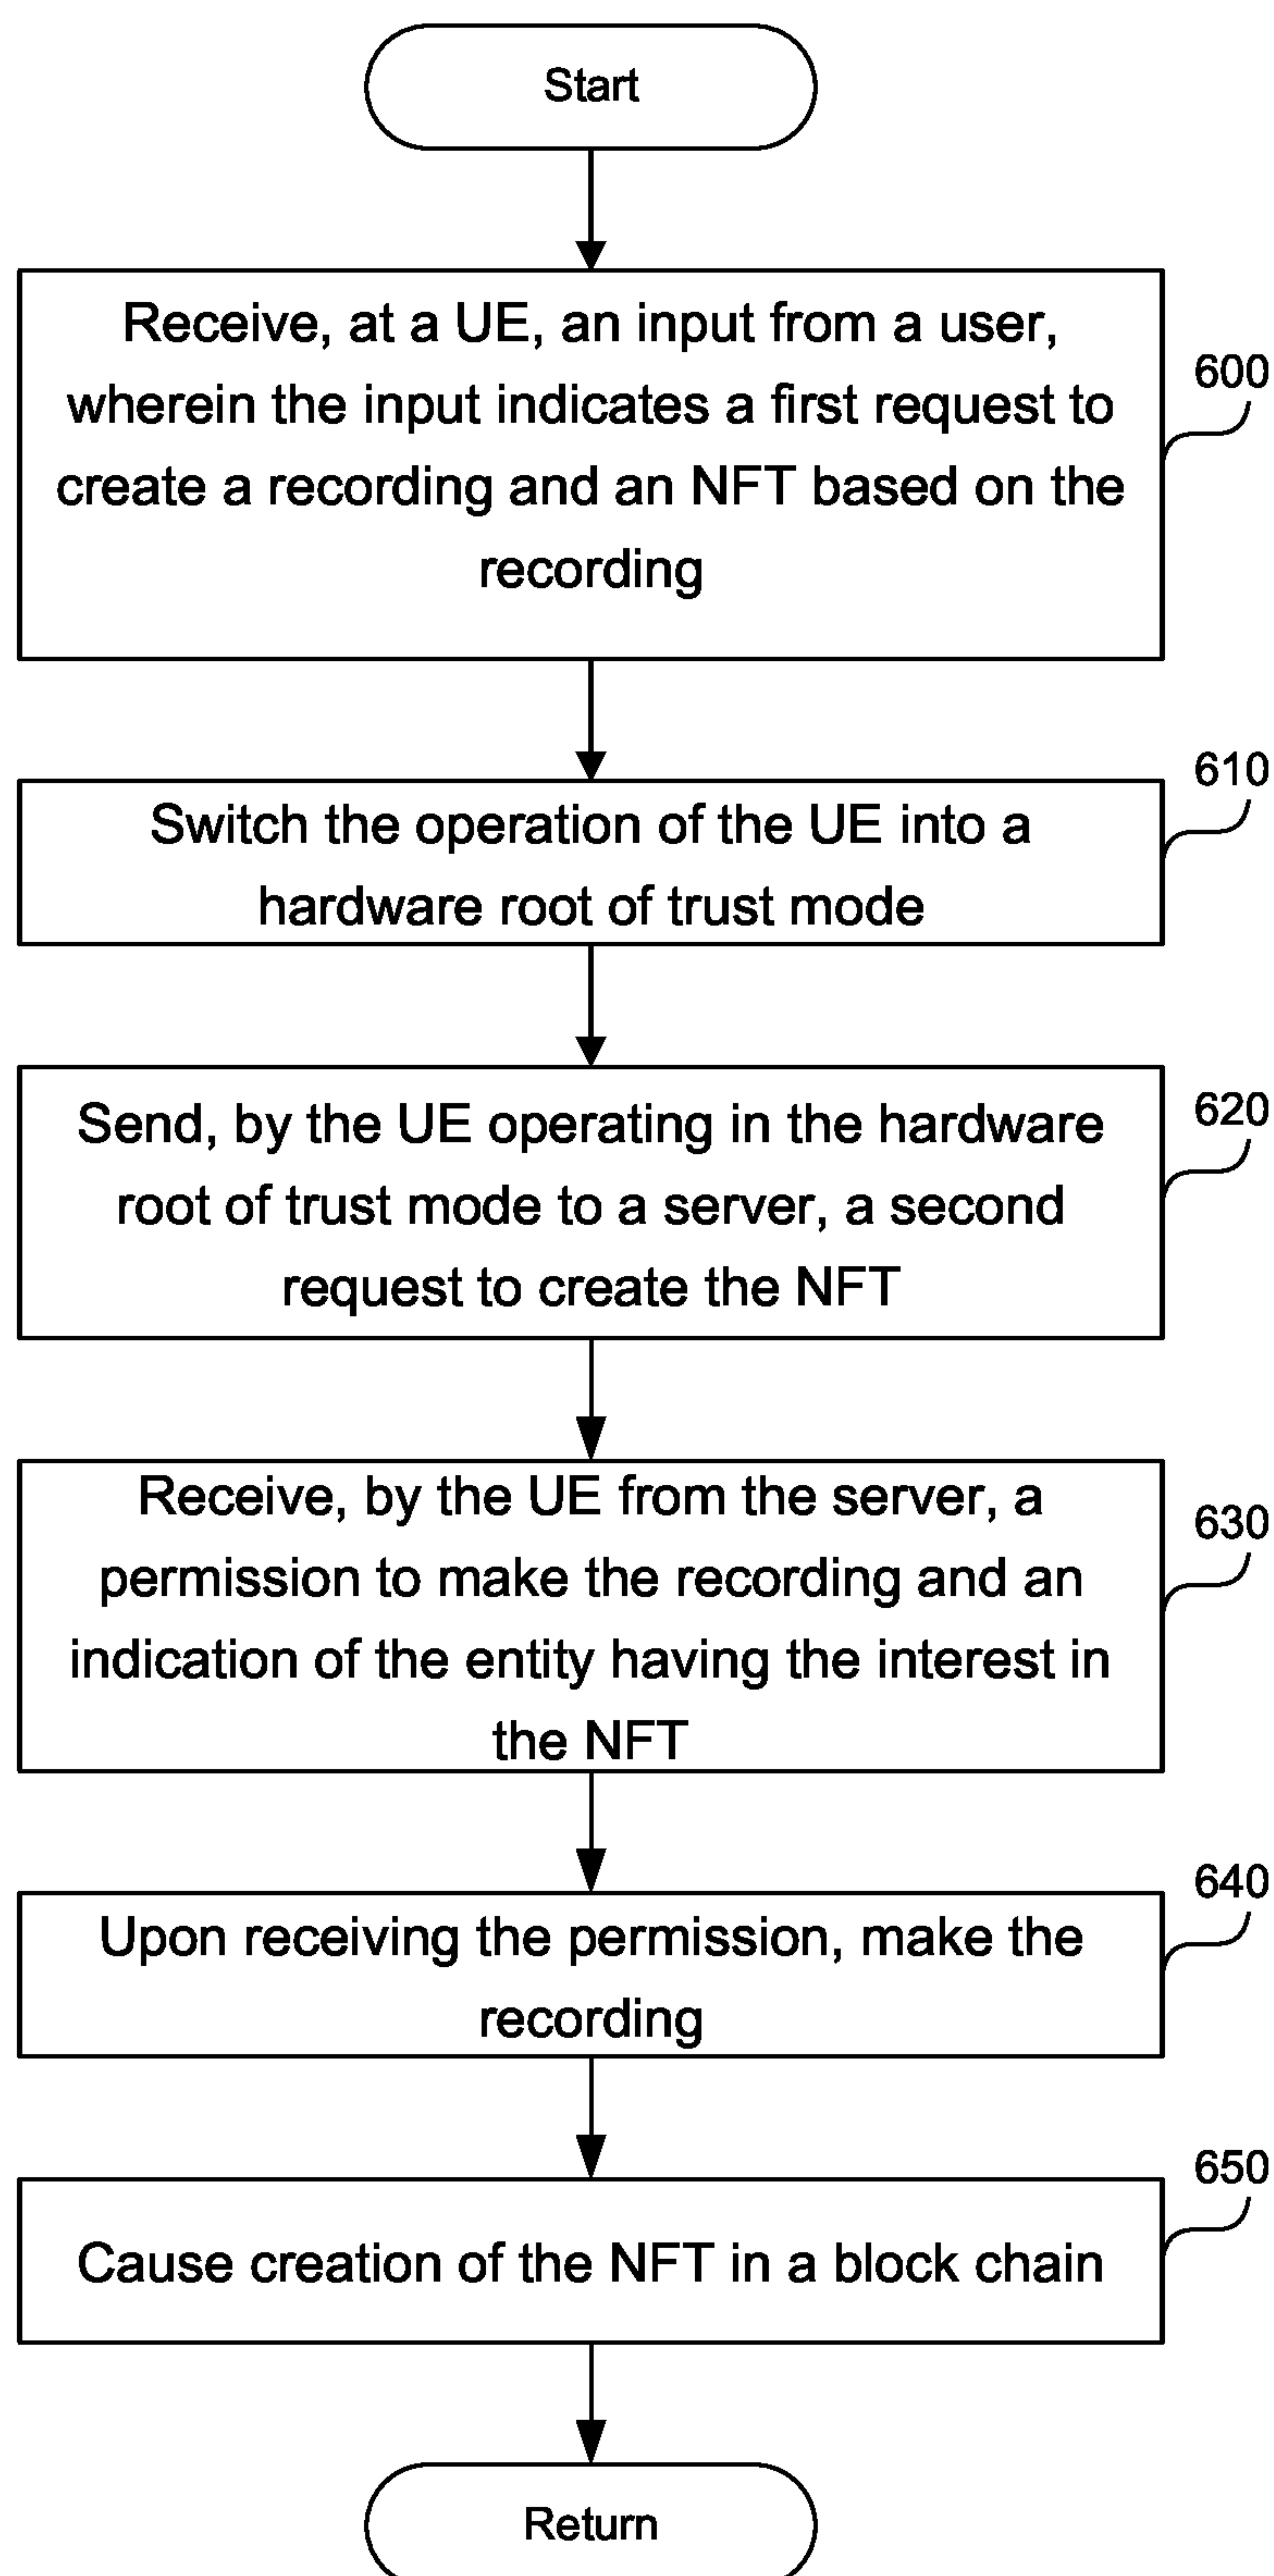 Start
Receive, at a UE, an input from a user,
wherein the input indicates a first request to
create a recording and an NFT based on the
recording
600
Switch the operation of the UE into a
hardware root of trust mode
610
Send, by the UE operating in the hardware
root of trust mode to a server, a second
request to create the NFT
620
Receive, by the UE from the server, a
permission to make the recording and an
indication of the entity having the interest in
the NFT
630
Upon receiving the permission, make the
recording
640
Cause creation of the NFT in a block chain
650
Return